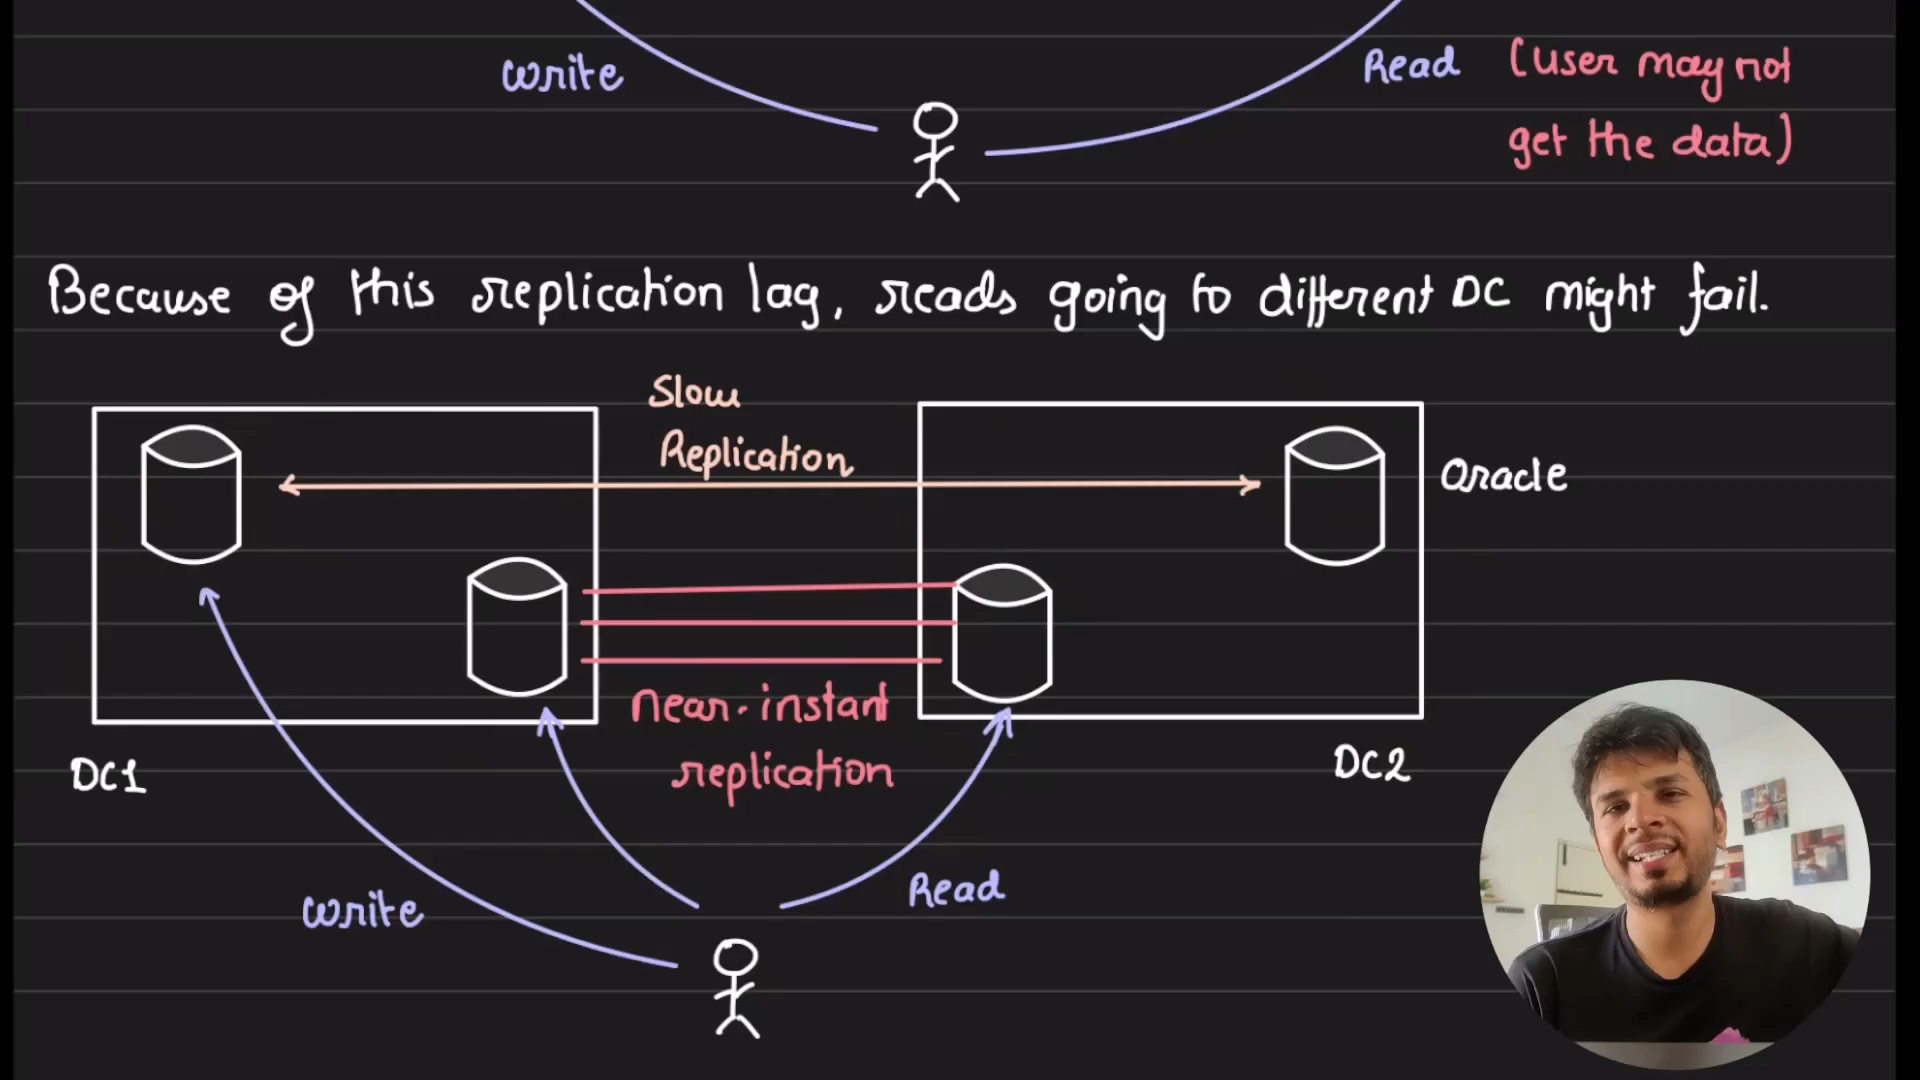 write
Read (user may not
get the data)
Because of this replication lag, reads going to different DC might fail.
Slow
Replication
Oracle
near-instant
replication
DC1
DC2
write
Read